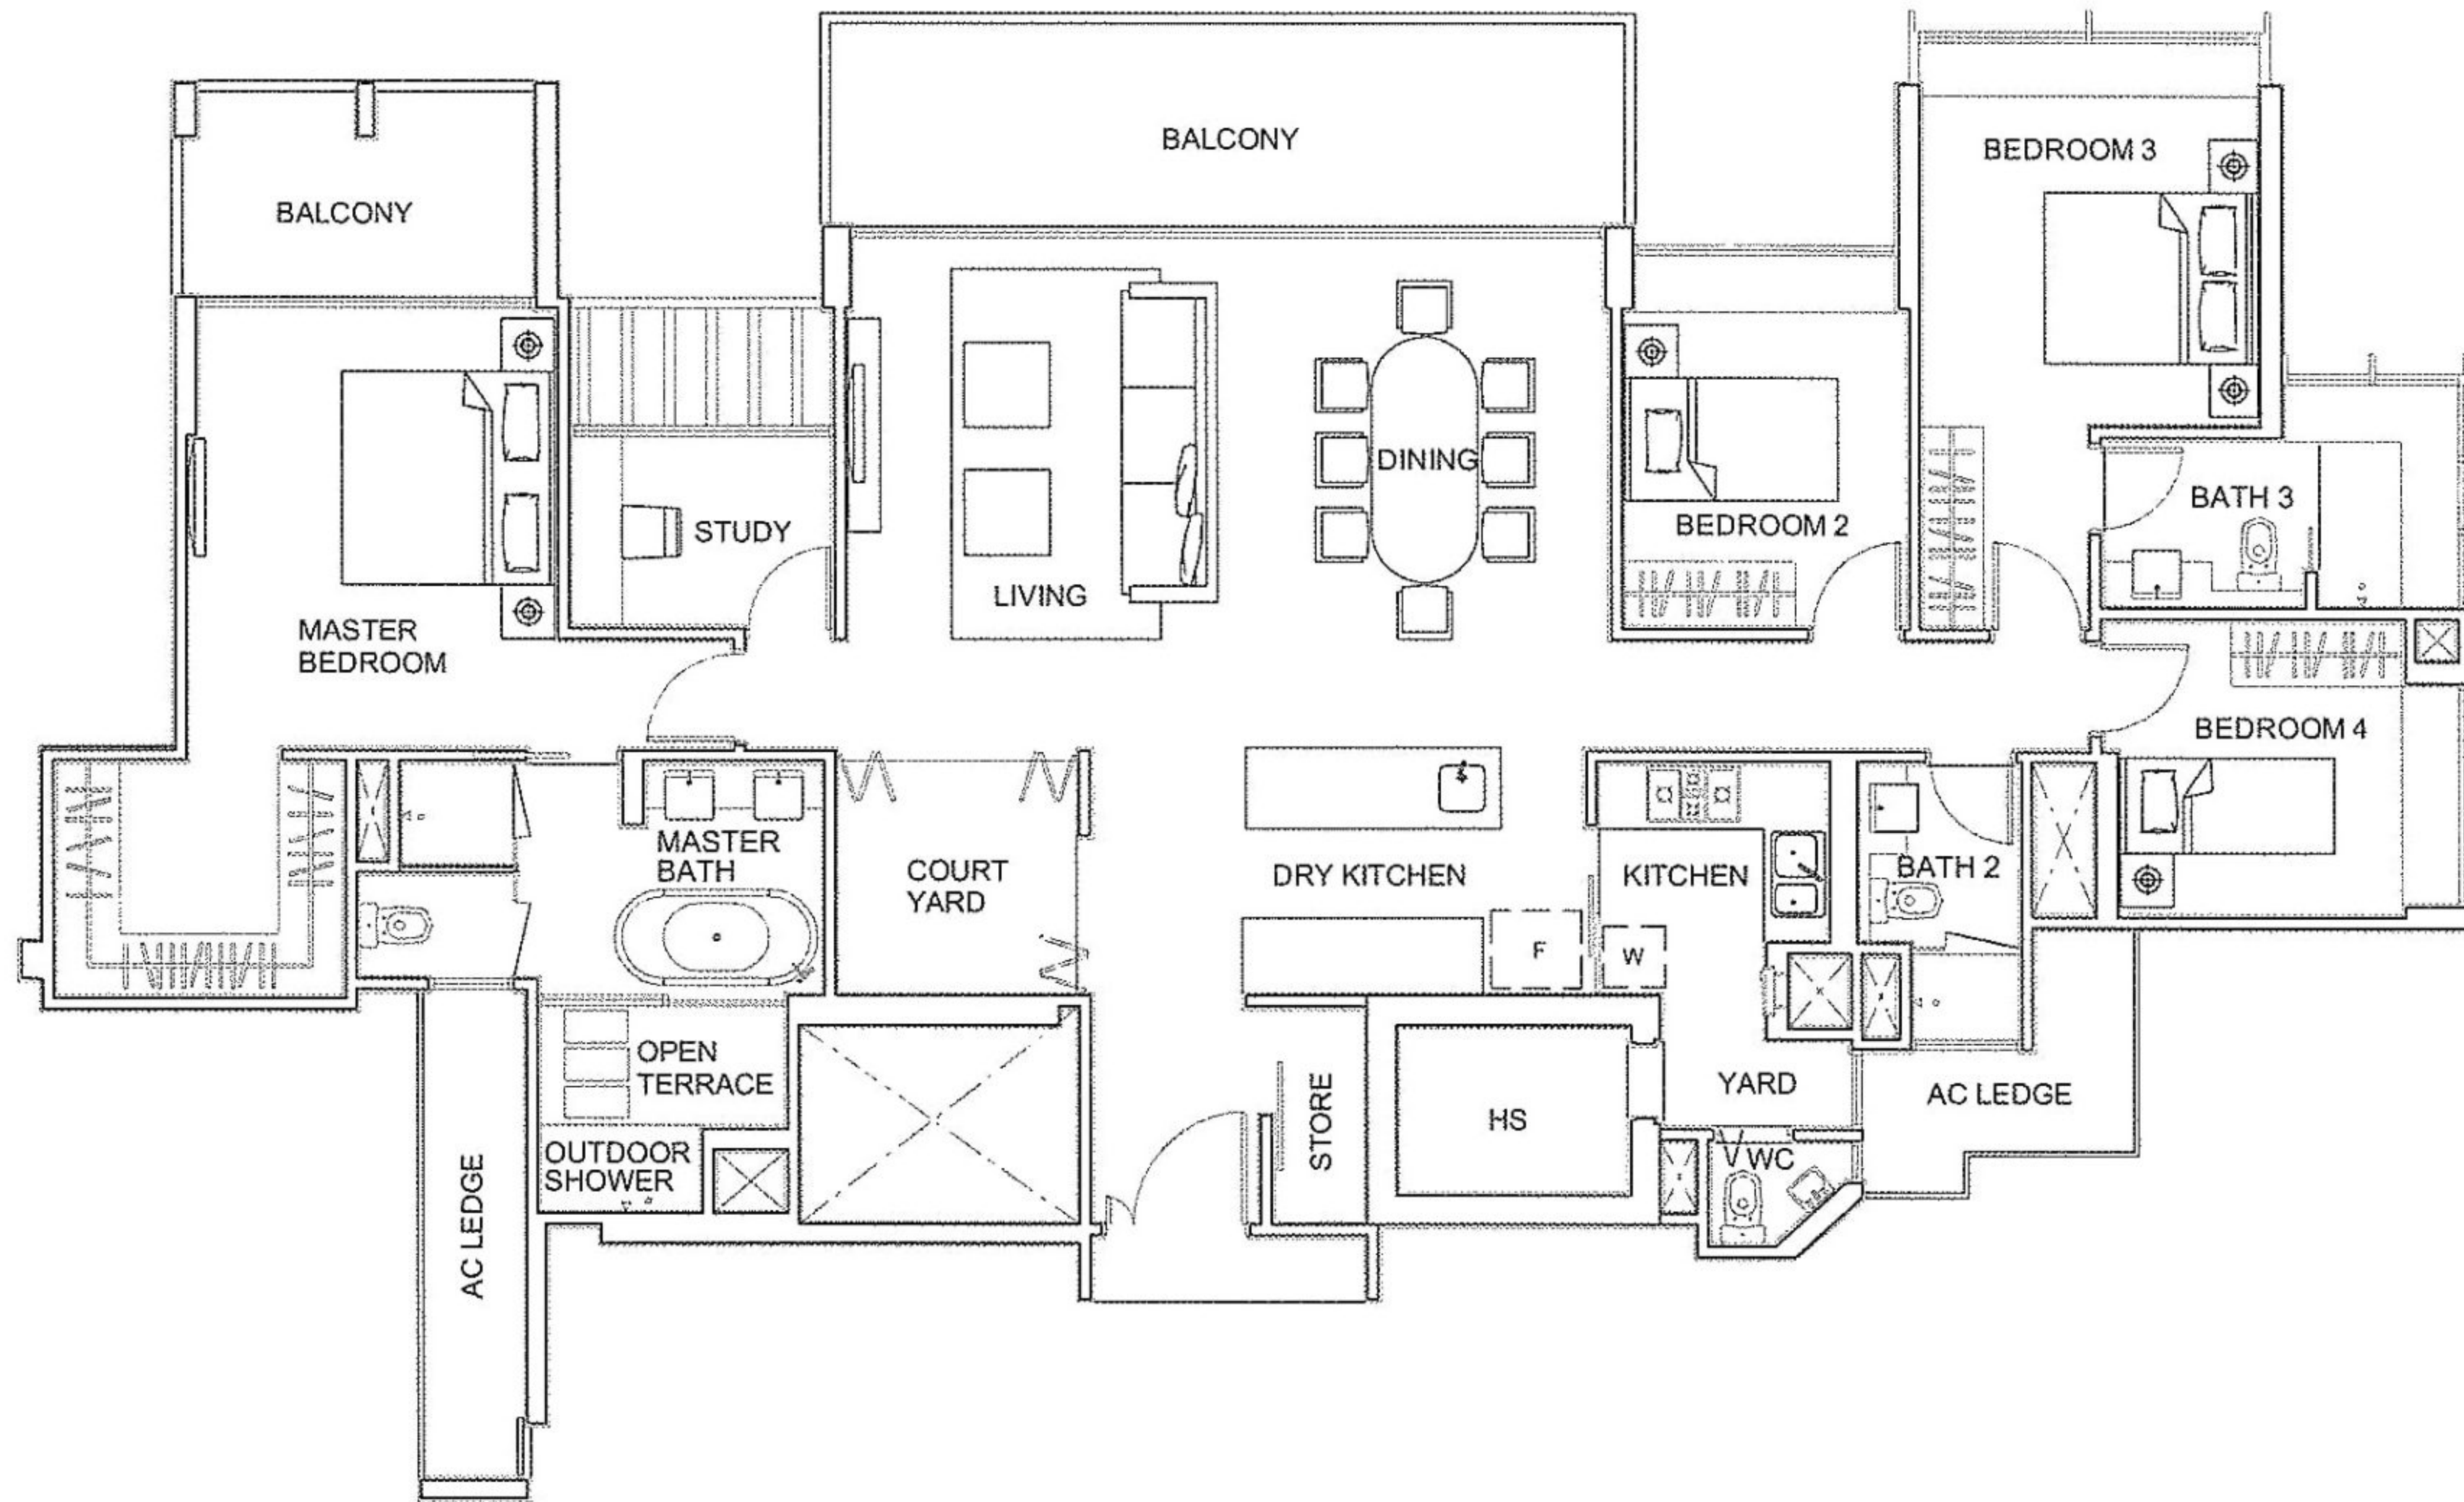 BALCONY
BEDROOM 3
BALCONY
DINING
BATH 3
BEDROOM 2
STUDY
LIVING
MASTER
BEDROOM
BEDROOM 4
MASTER
BATH
COURT
YARD
DRY KITCHEN
KITCHEN
BATH 2
F
W
OPEN
TERRACE
YARD
AC LEDGE
STORE
HS
OUTDOOR
SHOWER
WC
AC LEDGE